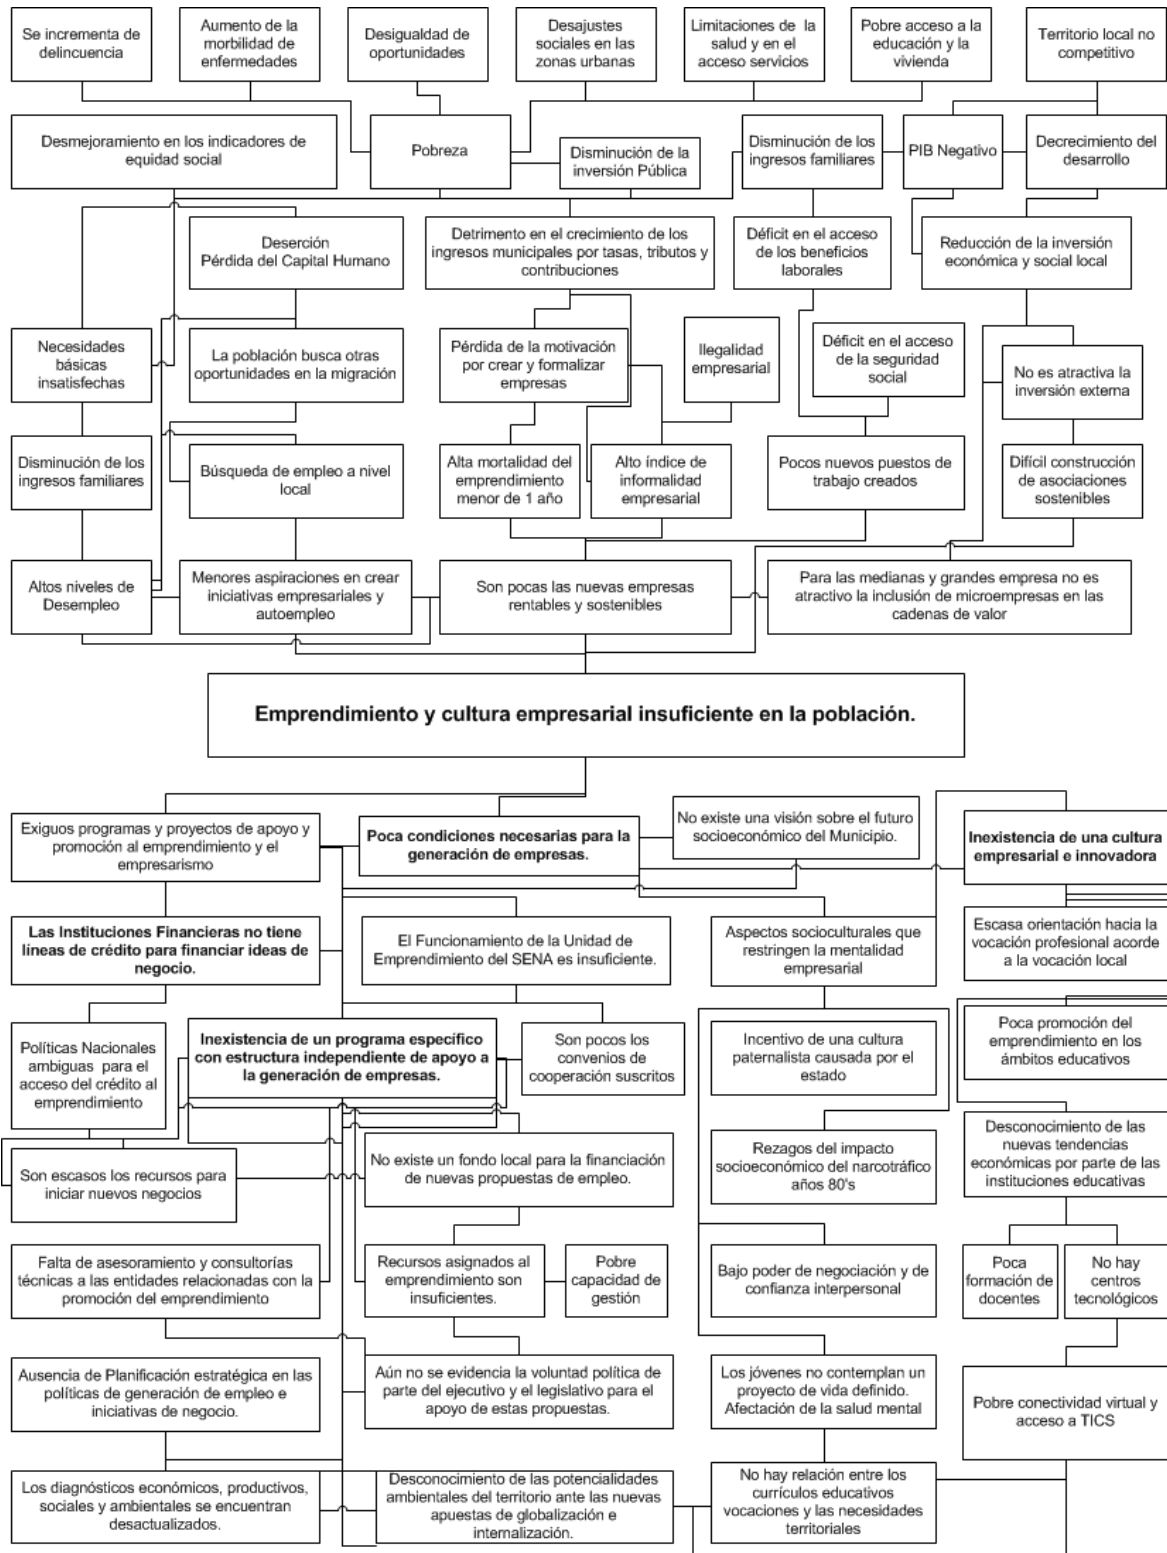 Se incrementa de
delincuencia
Aumento de la
morbilidad de
enfermedades
Desigualdad de
oportunidades
Desajustes
sociales en las
zonas urbanas
Limitaciones de la
salud y en el
acceso servicios
Pobre acceso a la
educación y la
vivienda
Territorio local no
competitivo
Desmejoramiento en los indicadores de
equidad social
Pobreza
Disminución de la
inversión Pública
Disminución de los
ingresos familiares
PIB Negativo
Decrecimiento del
desarrollo
Deserción
Pérdida del Capital Humano
Detrimento en el crecimiento de los
ingresos municipales por tasas, tributos y
contribuciones
Déficit en el acceso
de los beneficios
laborales
Reducción de la inversión
económica y social local
Necesidades
básicas
insatisfechas
La población busca otras
oportunidades en la migración
Pérdida de la motivación
por crear y formalizar
empresas
Ilegalidad
empresarial
Déficit en el acceso
de la seguridad
social
No es atractiva la
inversión externa
Disminución de los
ingresos familiares
Búsqueda de empleo a nivel
local
Alta mortalidad del
emprendimiento
menor de 1 año
Alto índice de
informalidad
empresarial
Pocos nuevos puestos de
trabajo creados
Difícil construcción
de asociaciones
sostenibles
Altos niveles de
Desempleo
Menores aspiraciones en crear
iniciativas empresariales y
autoempleo
Son pocas las nuevas empresas
rentables y sostenibles
Para las medianas y grandes empresa no es
atractivo la inclusión de microempresas en las
cadenas de valor
Emprendimiento y cultura empresarial insuficiente en la población.
Exiguos programas y proyectos de apoyo y
promoción al emprendimiento y el
empresarismo
Poca condiciones necesarias para la
generación de empresas.
No existe una visión sobre el futuro
socioeconómico del Municipio.
Inexistencia de una cultura
empresarial e innovadora
Las Instituciones Financieras no tiene
líneas de crédito para financiar ideas de
negocio.
El Funcionamiento de la Unidad de
Emprendimiento del SENA es insuficiente.
Aspectos socioculturales que
restringen la mentalidad
empresarial
Escasa orientación hacia la
vocación profesional acorde
a la vocación local
Políticas Nacionales
ambiguas para el
acceso del crédito al
emprendimiento
Inexistencia de un programa específico
con estructura independiente de apoyo a
la generación de empresas.
Son pocos los
convenios de
cooperación suscritos
Incentivo de una cultura
paternalista causada por el
estado
Poca promoción del
emprendimiento en los
ámbitos educativos
Son escasos los recursos para
iniciar nuevos negocios
No existe un fondo local para la financiación
de nuevas propuestas de empleo.
Rezagos del impacto
socioeconómico del narcotráfico
años 80's
Desconocimiento de las
nuevas tendencias
económicas por parte de las
instituciones educativas
Falta de asesoramiento y consultorías
técnicas a las entidades relacionadas con la
promoción del emprendimiento
Recursos asignados al
emprendimiento son
insuficientes.
Pobre
capacidad de
gestión
Bajo poder de negociación y de
confianza interpersonal
Poca
formación de
docentes
No hay
centros
tecnológicos
Ausencia de Planificación estratégica en las
políticas de generación de empleo e
iniciativas de negocio.
Aún no se evidencia la voluntad política de
parte del ejecutivo y el legislativo para el
apoyo de estas propuestas.
Los jóvenes no contemplan un
proyecto de vida definido.
Afectación de la salud mental
Pobre conectividad virtual y
acceso a TICS
Los diagnósticos económicos, productivos,
sociales y ambientales se encuentran
desactualizados.
Desconocimiento de las potencialidades
ambientales del territorio ante las nuevas
apuestas de globalización e
internalización.
No hay relación entre los
currículos educativos
vocaciones y las necesidades
territoriales